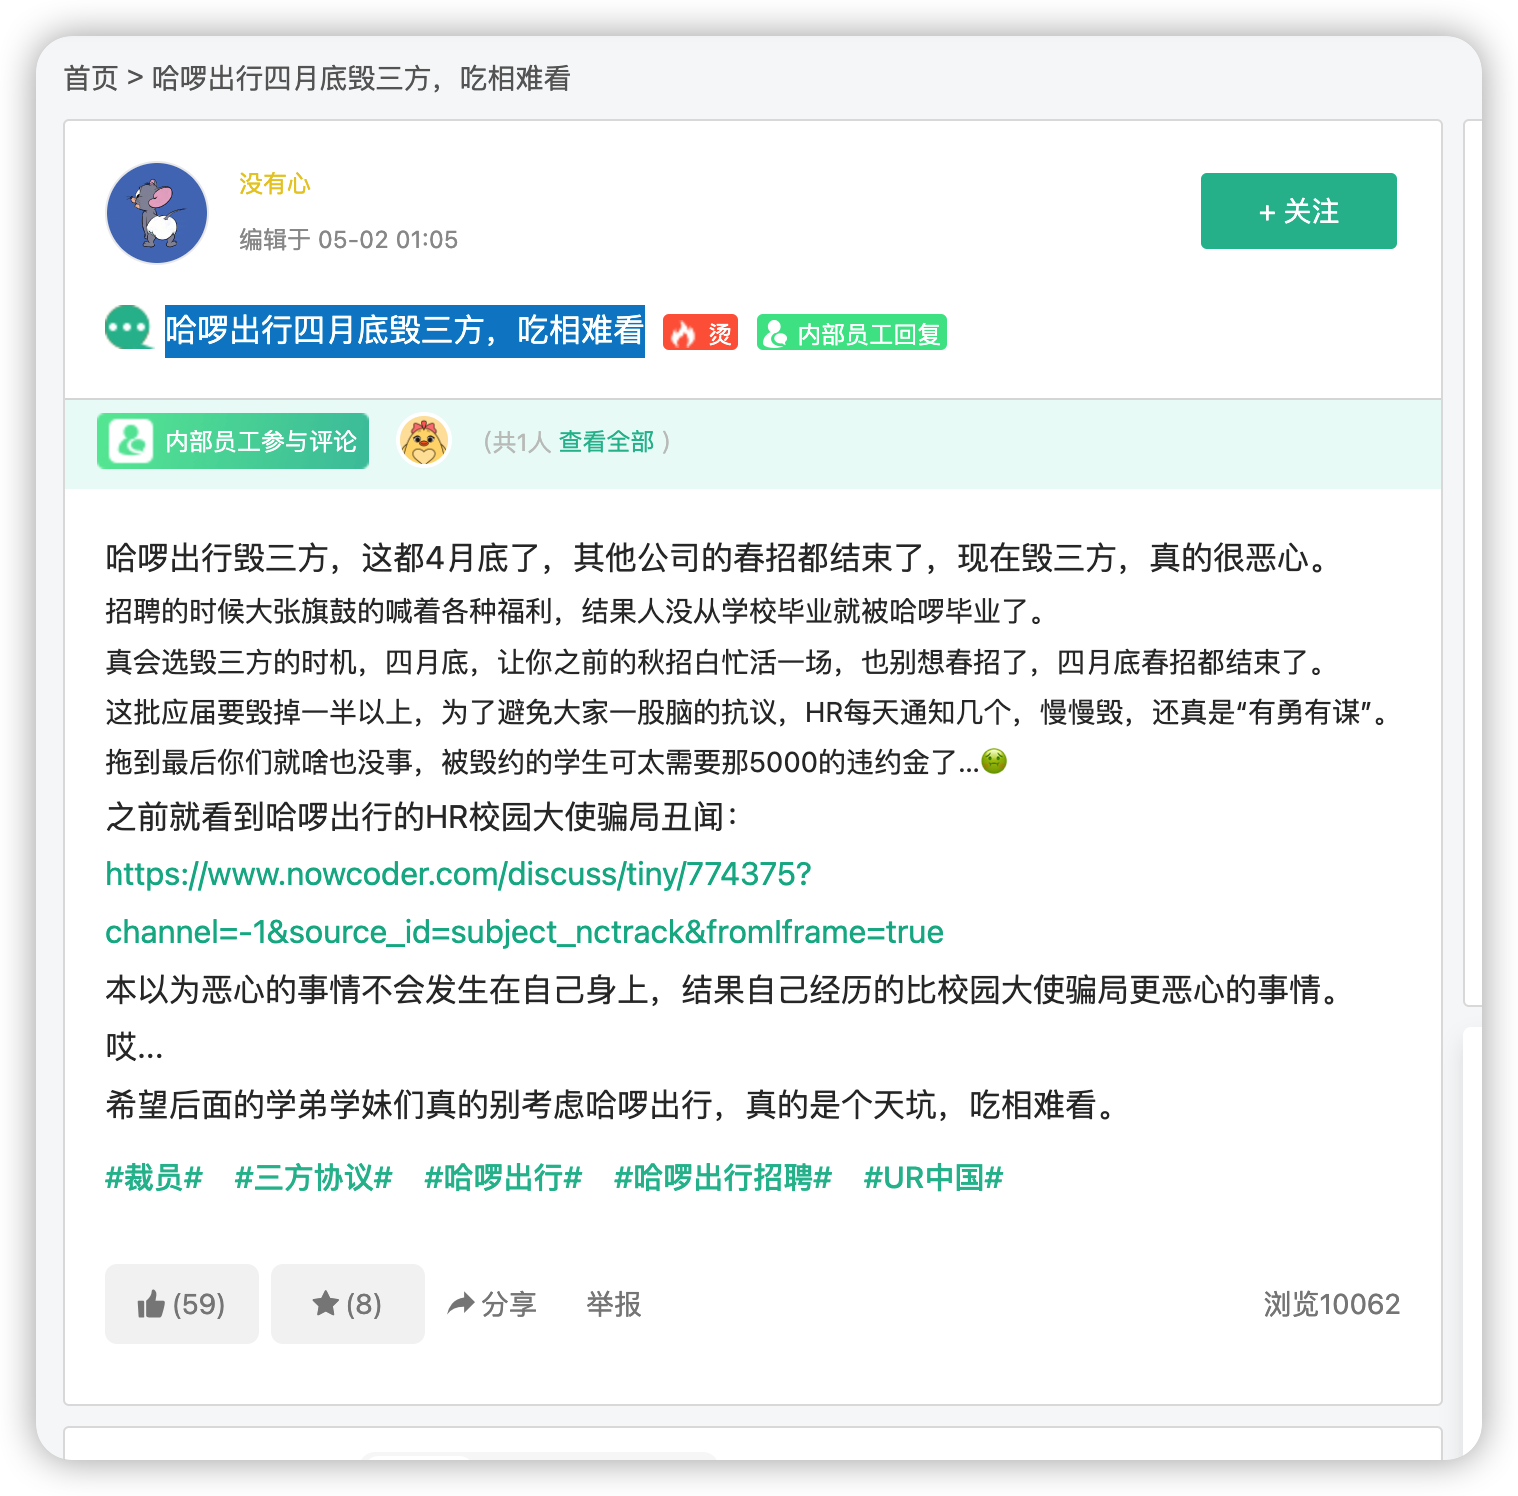 首页 > 哈啰出行四月底毁三方，吃相难看
没有心
编辑于 05-02 01:05
+ 关注
哈啰出行四月底毁三方，吃相难看 烫 内部员工回复
内部员工参与评论 (共1人 查看全部 )
哈啰出行毁三方，这都4月底了，其他公司的春招都结束了，现在毁三方，真的很恶心。
招聘的时候大张旗鼓的喊着各种福利，结果人没从学校毕业就被哈啰毕业了。
真会选毁三方的时机，四月底，让你之前的秋招白忙活一场，也别想春招了，四月底春招都结束了。
这批应届要毁掉一半以上，为了避免大家一股脑的抗议，HR每天通知几个，慢慢毁，还真是“有勇有谋”。
拖到最后你们就啥也没事，被毁约的学生可太需要那5000的违约金了...🤢
之前就看到哈啰出行的HR校园大使骗局丑闻：
https://www.nowcoder.com/discuss/tiny/774375?
channel=-1&source_id=subject_nctrack&fromIframe=true
本以为恶心的事情不会发生在自己身上，结果自己经历的比校园大使骗局更恶心的事情。
哎...
希望后面的学弟学妹们真的别考虑哈啰出行，真的是个天坑，吃相难看。
#裁员# #三方协议# #哈啰出行# #哈啰出行招聘# #UR中国#
(59) (8) 分享 举报 浏览10062